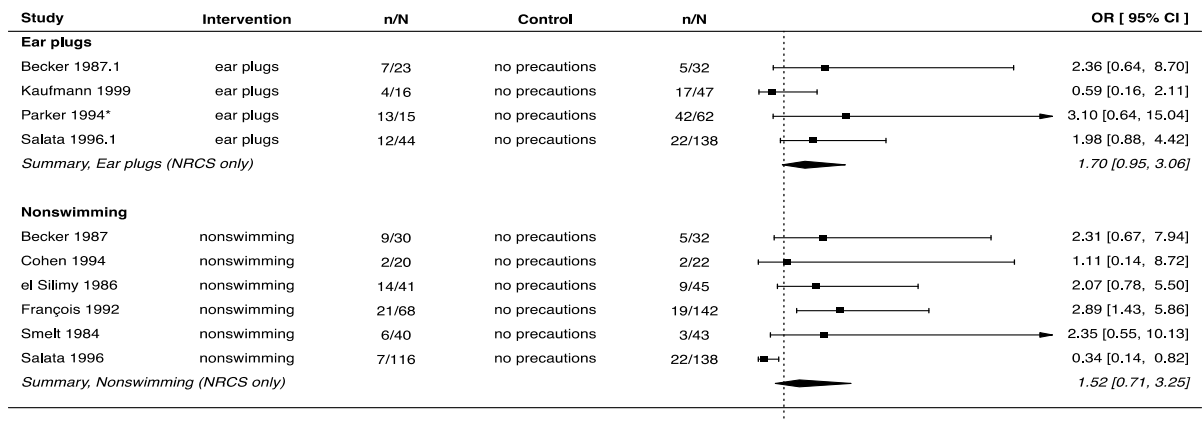 Study Intervention n/N Control n/N OR [ 95% CI ]
Ear plugs
Becker 1987.1 ear plugs 7/23 no precautions 5/32 2.36 [0.64, 8.70]
Kaufmann 1999 ear plugs 4/16 no precautions 17/47 0.59 [0.16, 2.11]
Parker 1994* ear plugs 13/15 no precautions 42/62 3.10 [0.64, 15.04]
Salata 1996.1 ear plugs 12/44 no precautions 22/138 1.98 [0.88, 4.42]
Summary, Ear plugs (NRCS only) 1.70 [0.95, 3.06]
Nonswimming
Becker 1987 nonswimming 9/30 no precautions 5/32 2.31 [0.67, 7.94]
Cohen 1994 nonswimming 2/20 no precautions 2/22 1.11 [0.14, 8.72]
el Silimy 1986 nonswimming 14/41 no precautions 9/45 2.07 [0.78, 5.50]
François 1992 nonswimming 21/68 no precautions 19/142 2.89 [1.43, 5.86]
Smelt 1984 nonswimming 6/40 no precautions 3/43 2.35 [0.55, 10.13]
Salata 1996 nonswimming 7/116 no precautions 22/138 0.34 [0.14, 0.82]
Summary, Nonswimming (NRCS only) 1.52 [0.71, 3.25]